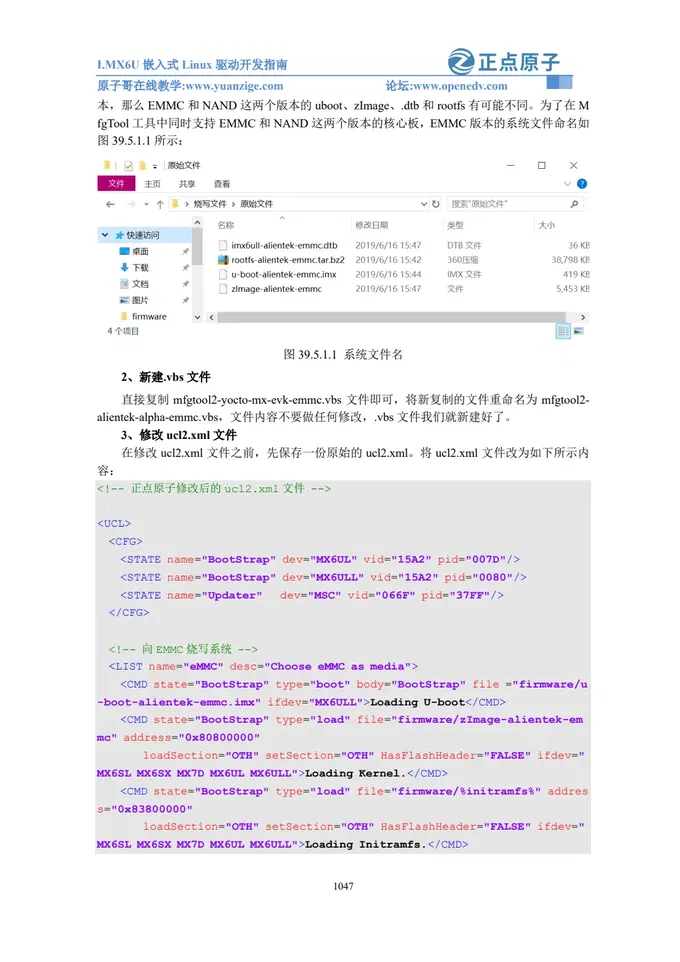 I.MX6U 嵌入式 Linux 驱动开发指南
正点原子
原子哥在线教学:www.yuanzige.com 论坛:www.openedv.com
本，那么 EMMC 和 NAND 这两个版本的 uboot、zImage、.dtb 和 rootfs 有可能不同。为了在 M
fgTool 工具中同时支持 EMMC 和 NAND 这两个版本的核心板，EMMC 版本的系统文件命名如
图 39.5.1.1 所示：
原始文件
文件 主页 共享 查看
烧写文件 > 原始文件 搜索"原始文件"
名称 修改日期 类型 大小
快速访问
桌面
下载
文档
图片
firmware
imx6ull-alientek-emmc.dtb 2019/6/16 15:47 DTB 文件 36 KB
rootfs-alientek-emmc.tar.bz2 2019/6/16 15:42 360压缩 38,798 KB
u-boot-alientek-emmc.imx 2019/6/16 15:44 IMX 文件 419 KB
zImage-alientek-emmc 2019/6/16 15:47 文件 5,453 KB
4 个项目
图 39.5.1.1 系统文件名
2、新建.vbs 文件
直接复制 mfgtool2-yocto-mx-evk-emmc.vbs 文件即可，将新复制的文件重命名为 mfgtool2-
alientek-alpha-emmc.vbs，文件内容不要做任何修改，.vbs 文件我们就新建好了。
3、修改 ucl2.xml 文件
在修改 ucl2.xml 文件之前，先保存一份原始的 ucl2.xml。将 ucl2.xml 文件改为如下所示内
容：
<!-- 正点原子修改后的 ucl2.xml 文件 -->
<UCL>
<CFG>
<STATE name="BootStrap" dev="MX6UL" vid="15A2" pid="007D"/>
<STATE name="BootStrap" dev="MX6ULL" vid="15A2" pid="0080"/>
<STATE name="Updater" dev="MSC" vid="066F" pid="37FF"/>
</CFG>
<!-- 向 EMMC 烧写系统 -->
<LIST name="eMMC" desc="Choose eMMC as media">
<CMD state="BootStrap" type="boot" body="BootStrap" file ="firmware/u
-boot-alientek-emmc.imx" ifdev="MX6ULL">Loading U-boot</CMD>
<CMD state="BootStrap" type="load" file="firmware/zImage-alientek-em
mc" address="0x80800000"
loadSection="OTH" setSection="OTH" HasFlashHeader="FALSE" ifdev="
MX6SL MX6SX MX7D MX6UL MX6ULL">Loading Kernel.</CMD>
<CMD state="BootStrap" type="load" file="firmware/%initramfs%" addres
s="0x83800000"
loadSection="OTH" setSection="OTH" HasFlashHeader="FALSE" ifdev="
MX6SL MX6SX MX7D MX6UL MX6ULL">Loading Initramfs.</CMD>
1047